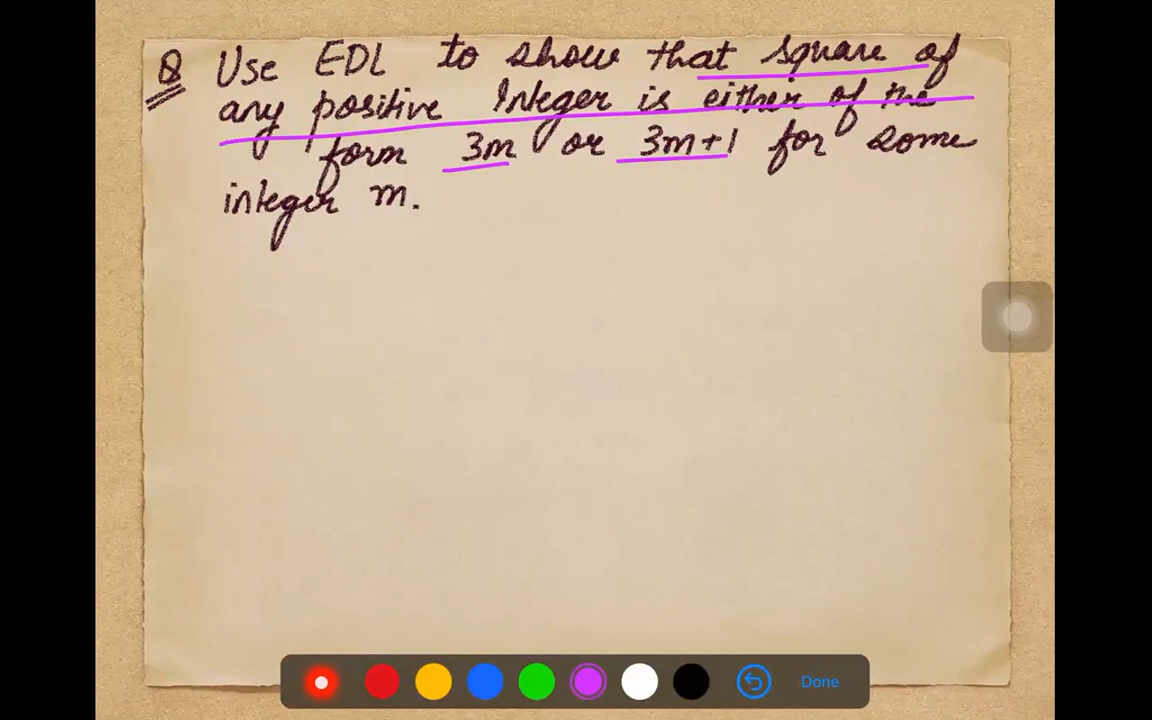 Q Use EDL to show that square of
any positive Integer is either of the
form 3m or 3m+1 for some
integer m.
Done